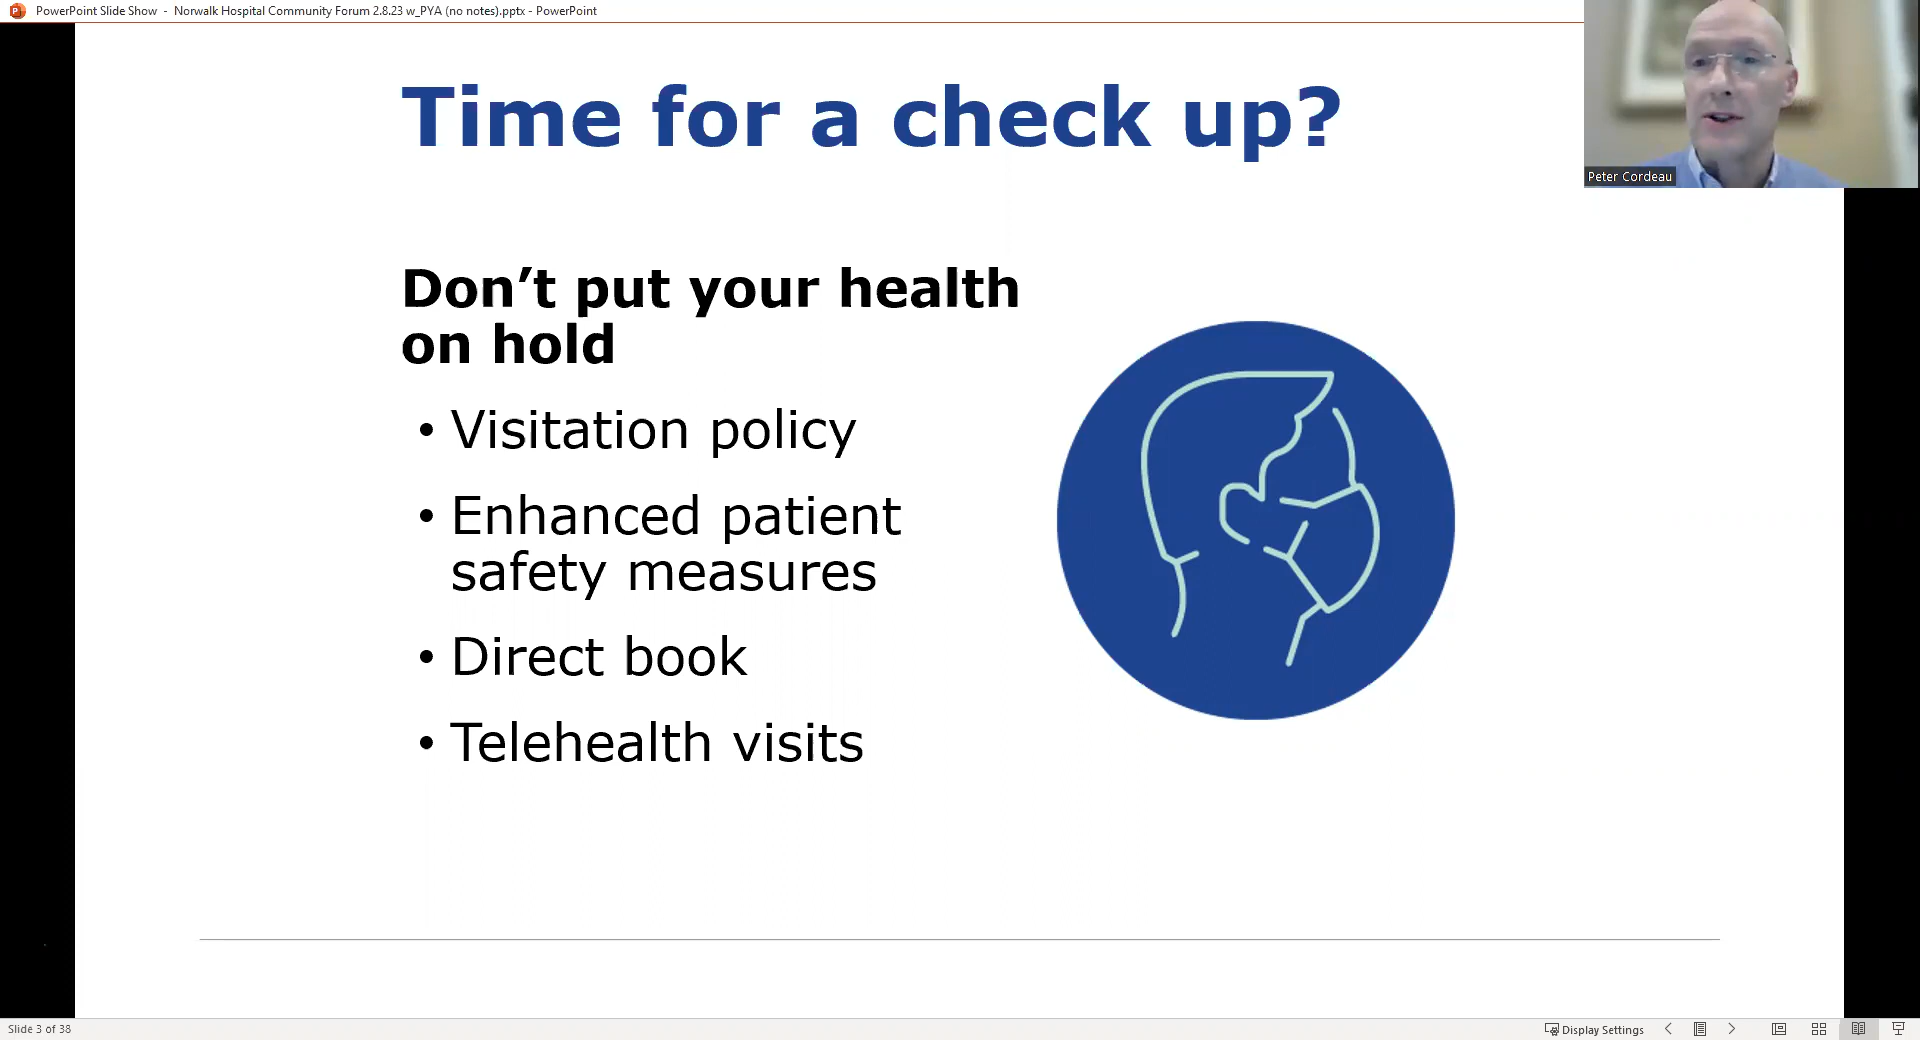 PowerPoint Slide Show - Norwalk Hospital Community Forum 2.8.23 w_PYA (no notes).pptx - PowerPoint
Time for a check up?
Peter Cordeau
Don’t put your health
on hold
• Visitation policy
• Enhanced patient
safety measures
• Direct book
• Telehealth visits
Slide 3 of 38
Display Settings